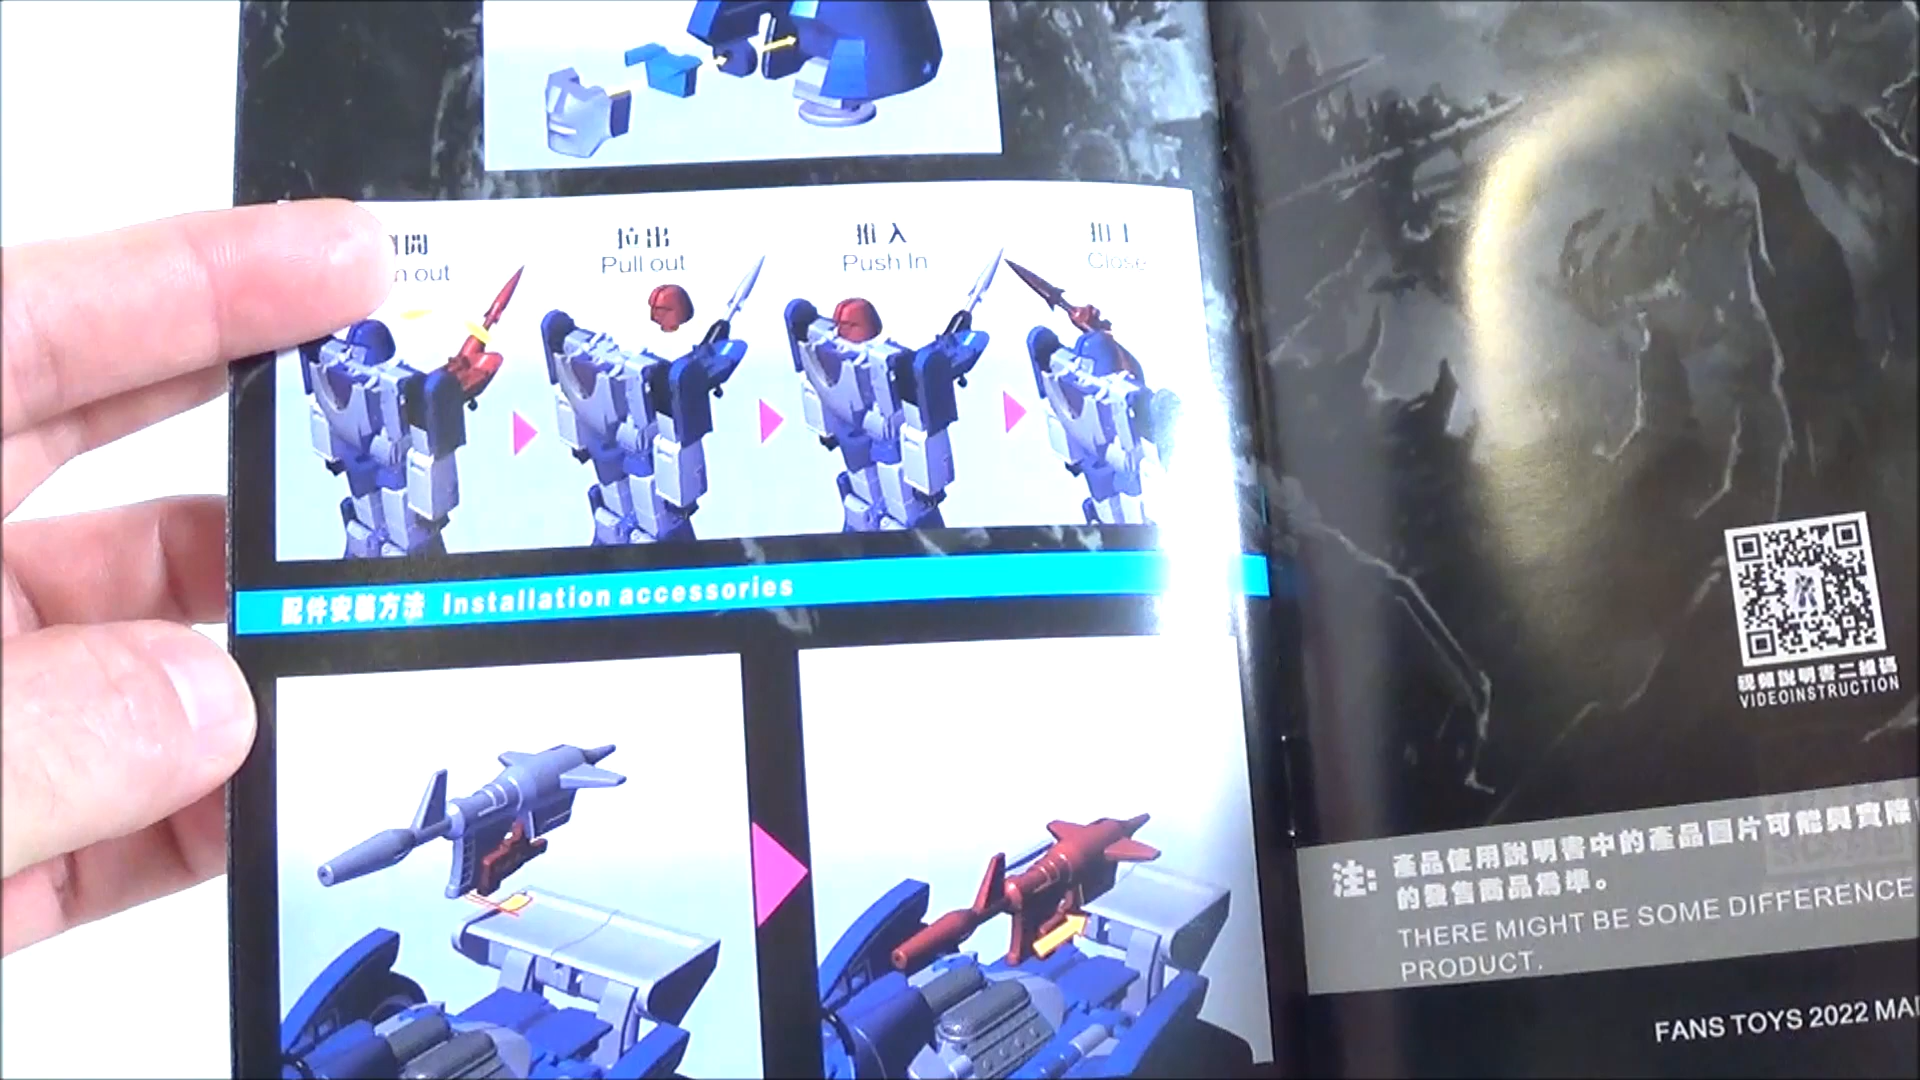 out
拉出
Pull out
推入
Push In
Close
配件安裝方法 Installation accessories
視頻說明書二維碼
VIDEOINSTRUCTION
注: 產品使用說明書中的產品圖片可能與實際
的發售商品為準。
THERE MIGHT BE SOME DIFFERENCE
PRODUCT.
FANS TOYS 2022